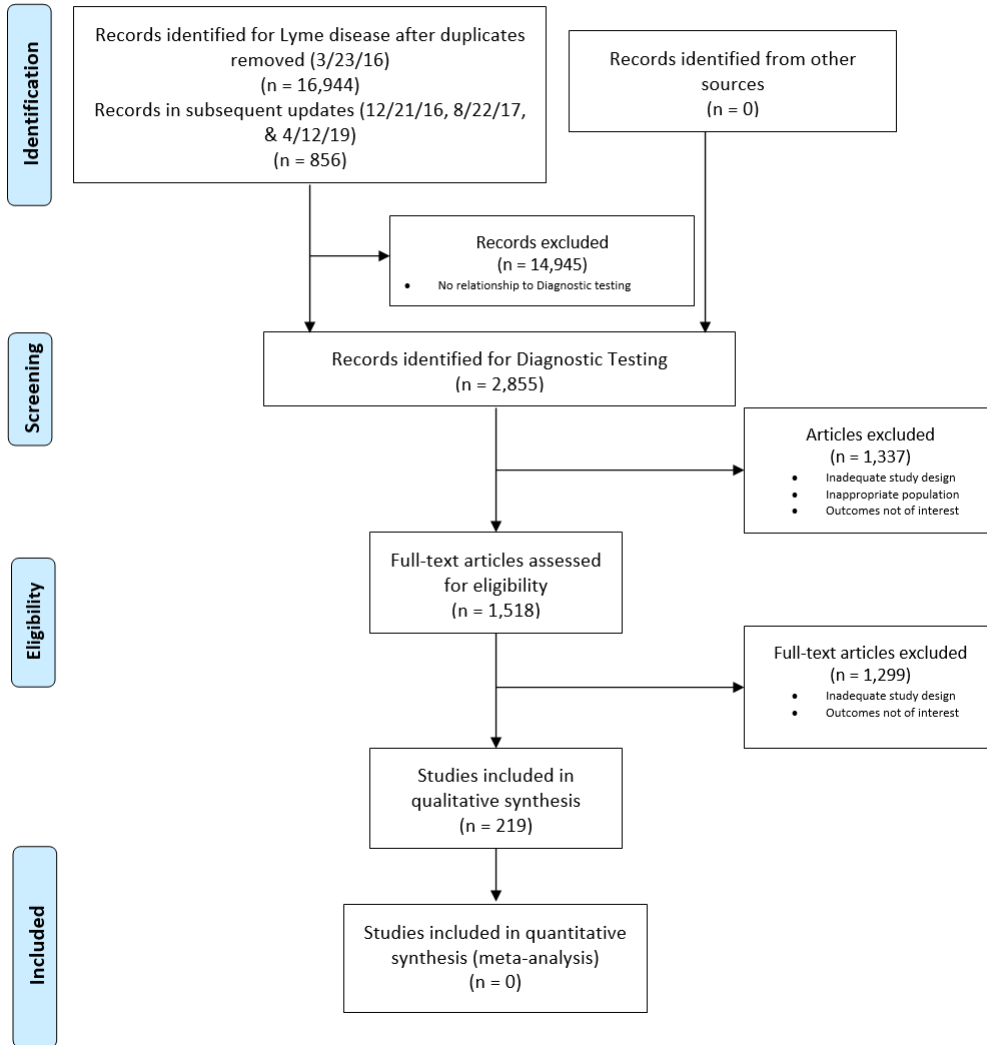 Identification
Records identified for Lyme disease after duplicates
removed (3/23/16)
(n = 16,944)
Records in subsequent updates (12/21/16, 8/22/17,
& 4/12/19)
(n = 856)
Records identified from other
sources
(n = 0)
Records excluded
(n = 14,945)
• No relationship to Diagnostic testing
Screening
Records identified for Diagnostic Testing
(n = 2,855)
Articles excluded
(n = 1,337)
• Inadequate study design
• Inappropriate population
• Outcomes not of interest
Eligibility
Full-text articles assessed
for eligibility
(n = 1,518)
Full-text articles excluded
(n = 1,299)
• Inadequate study design
• Outcomes not of interest
Studies included in
qualitative synthesis
(n = 219)
Included
Studies included in quantitative
synthesis (meta-analysis)
(n = 0)